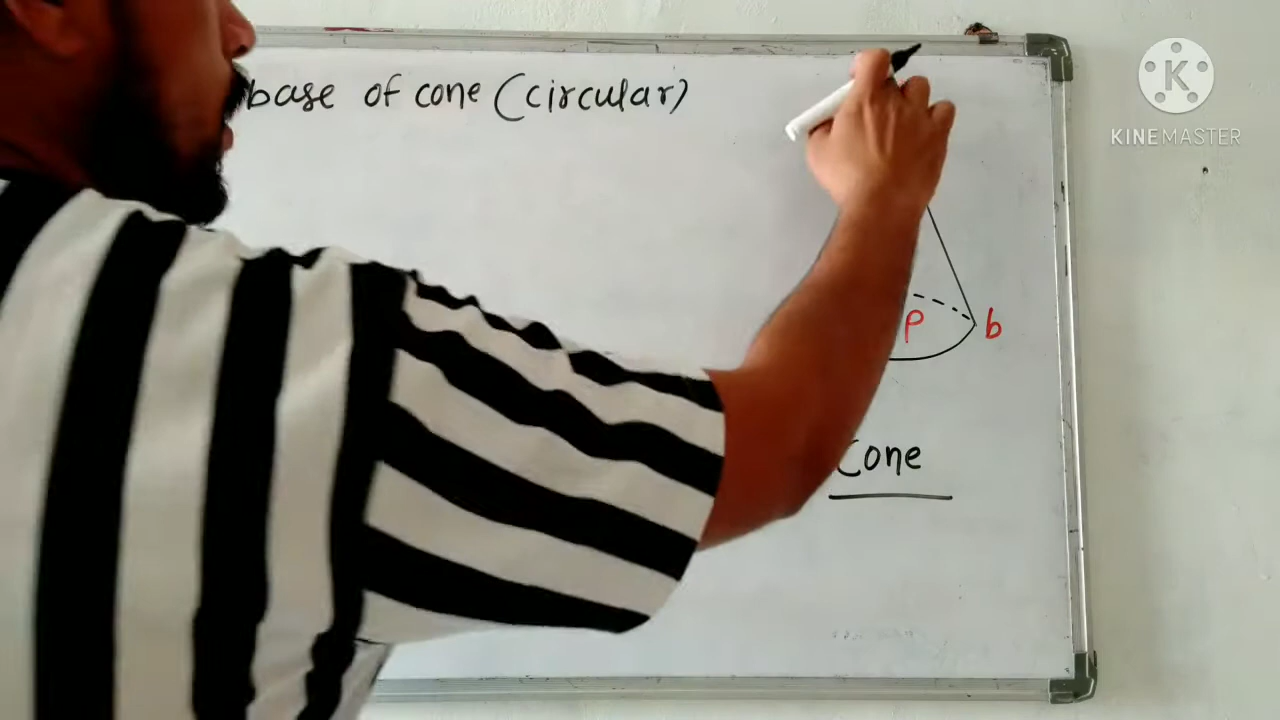 base of cone (circular)
K
KINEMASTER
p b
Cone